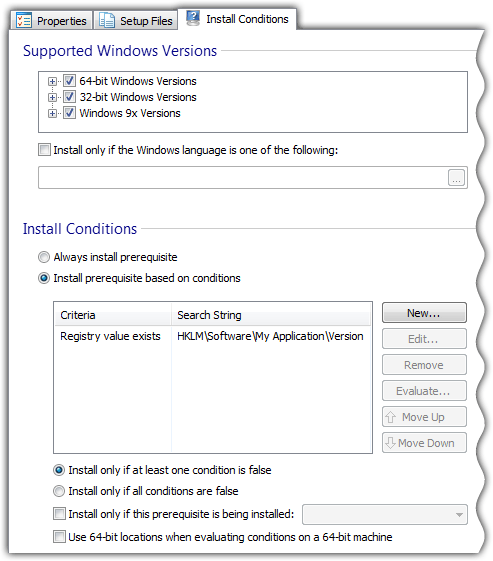 Properties Setup Files Install Conditions
Supported Windows Versions
64-bit Windows Versions
32-bit Windows Versions
Windows 9x Versions
Install only if the Windows language is one of the following:
...
Install Conditions
Always install prerequisite
Install prerequisite based on conditions
Criteria Search String
Registry value exists HKLM\Software\My Application\Version
New...
Edit...
Remove
Evaluate...
Move Up
Move Down
Install only if at least one condition is false
Install only if all conditions are false
Install only if this prerequisite is being installed:
Use 64-bit locations when evaluating conditions on a 64-bit machine